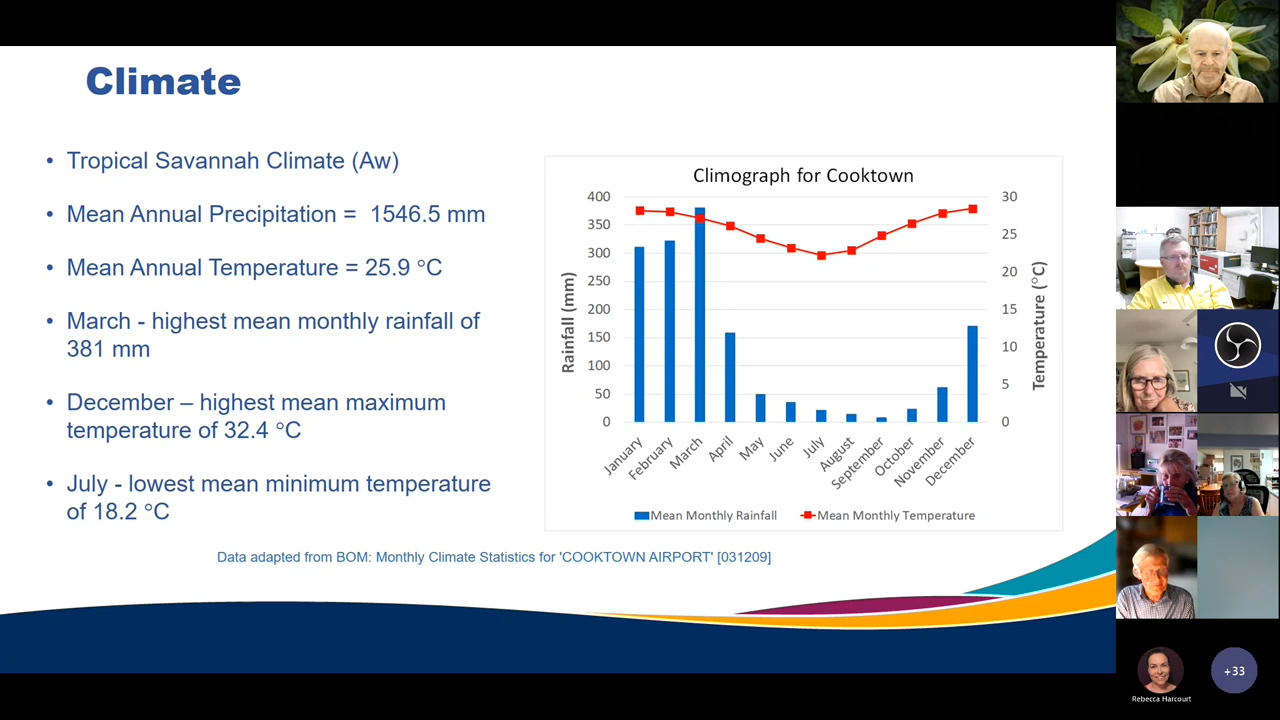 Climate
• Tropical Savannah Climate (Aw)
• Mean Annual Precipitation = 1546.5 mm
• Mean Annual Temperature = 25.9 °C
• March - highest mean monthly rainfall of
381 mm
• December – highest mean maximum
temperature of 32.4 °C
• July - lowest mean minimum temperature
of 18.2 °C
Climograph for Cooktown
Rainfall (mm)
400
350
300
250
200
150
100
50
0
30
25
20
15
10
5
0
Temperature (°C)
January
February
March
April
May
June
July
August
September
October
November
December
Mean Monthly Rainfall
Mean Monthly Temperature
Data adapted from BOM: Monthly Climate Statistics for 'COOKTOWN AIRPORT' [031209]
Rebecca Harcourt
+33